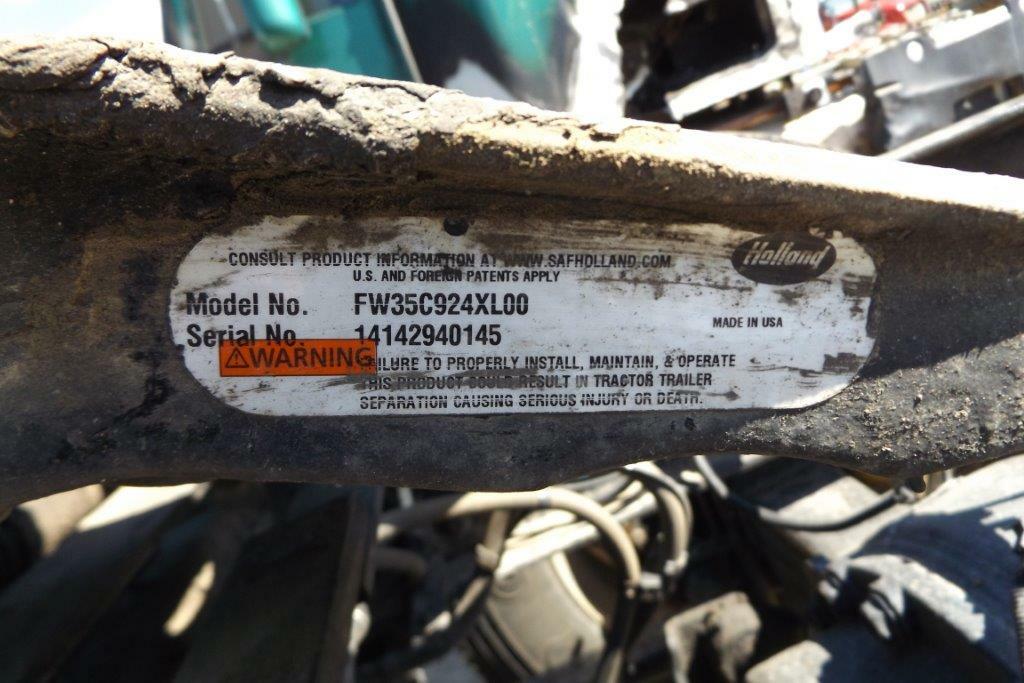 Holland
CONSULT PRODUCT INFORMATION AT WWW.SAFHOLLAND.COM
U.S. AND FOREIGN PATENTS APPLY
Model No. FW35C924XL00
MADE IN USA
Serial No. 14142940145
⚠WARNING FAILURE TO PROPERLY INSTALL, MAINTAIN, & OPERATE
THIS PRODUCT COULD RESULT IN TRACTOR TRAILER
SEPARATION CAUSING SERIOUS INJURY OR DEATH.